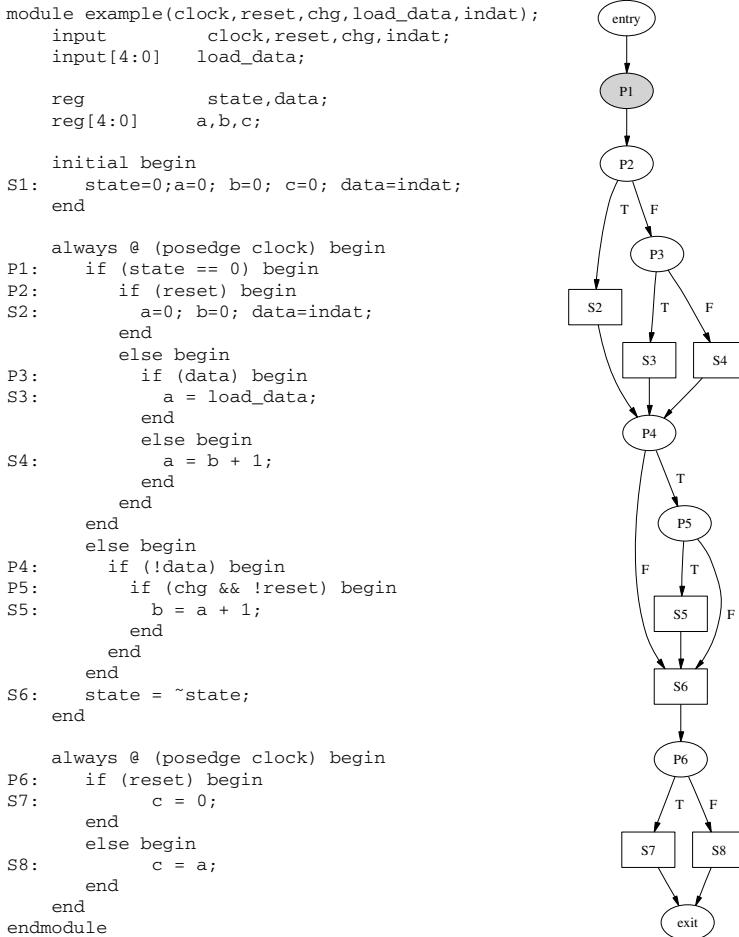 module example(clock,reset,chg,load_data,indat);
input clock,reset,chg,indat;
input[4:0] load_data;
reg state,data;
reg[4:0] a,b,c;
initial begin
S1: state=0;a=0; b=0; c=0; data=indat;
end
always @ (posedge clock) begin
P1: if (state == 0) begin
P2: if (reset) begin
S2: a=0; b=0; data=indat;
end
else begin
P3: if (data) begin
S3: a = load_data;
end
else begin
S4: a = b + 1;
end
end
end
else begin
P4: if (!data) begin
P5: if (chg && !reset) begin
S5: b = a + 1;
end
end
end
S6: state = ~state;
end
always @ (posedge clock) begin
P6: if (reset) begin
S7: c = 0;
end
else begin
S8: c = a;
end
end
endmodule
entry
P1
P2
T F
P3
S2
T F
S3 S4
P4
T
P5
F T
S5 F
S6
P6
T F
S7 S8
exit